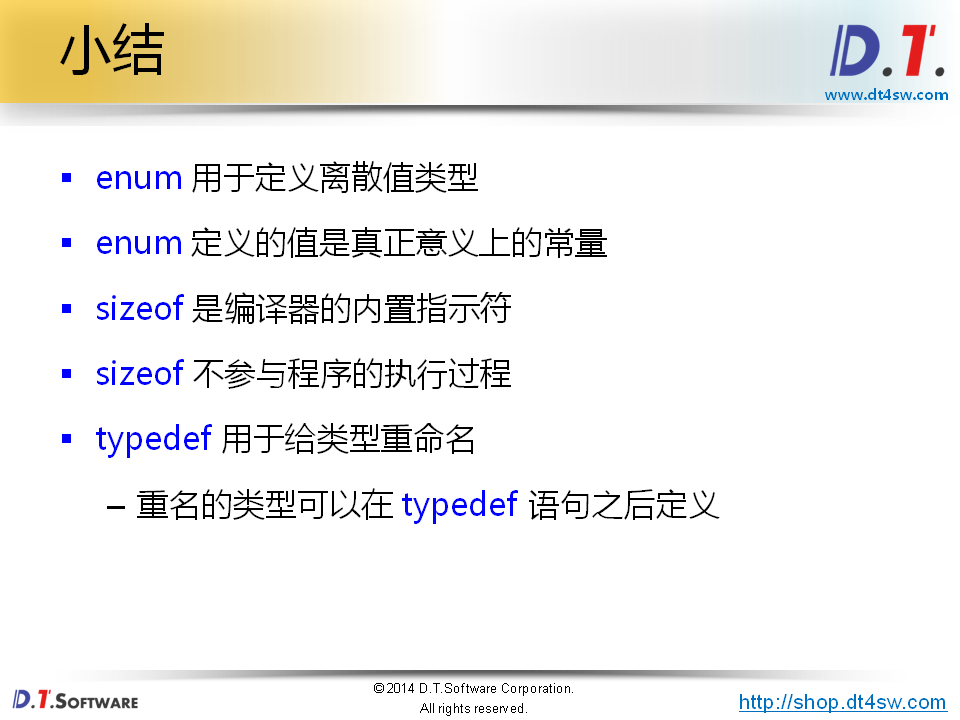 小结
D.T.
www.dt4sw.com
▪ enum 用于定义离散值类型
▪ enum 定义的值是真正意义上的常量
▪ sizeof 是编译器的内置指示符
▪ sizeof 不参与程序的执行过程
▪ typedef 用于给类型重命名
– 重名的类型可以在 typedef 语句之后定义
D.T.SOFTWARE
©2014 D.T.Software Corporation.
All rights reserved.
http://shop.dt4sw.com